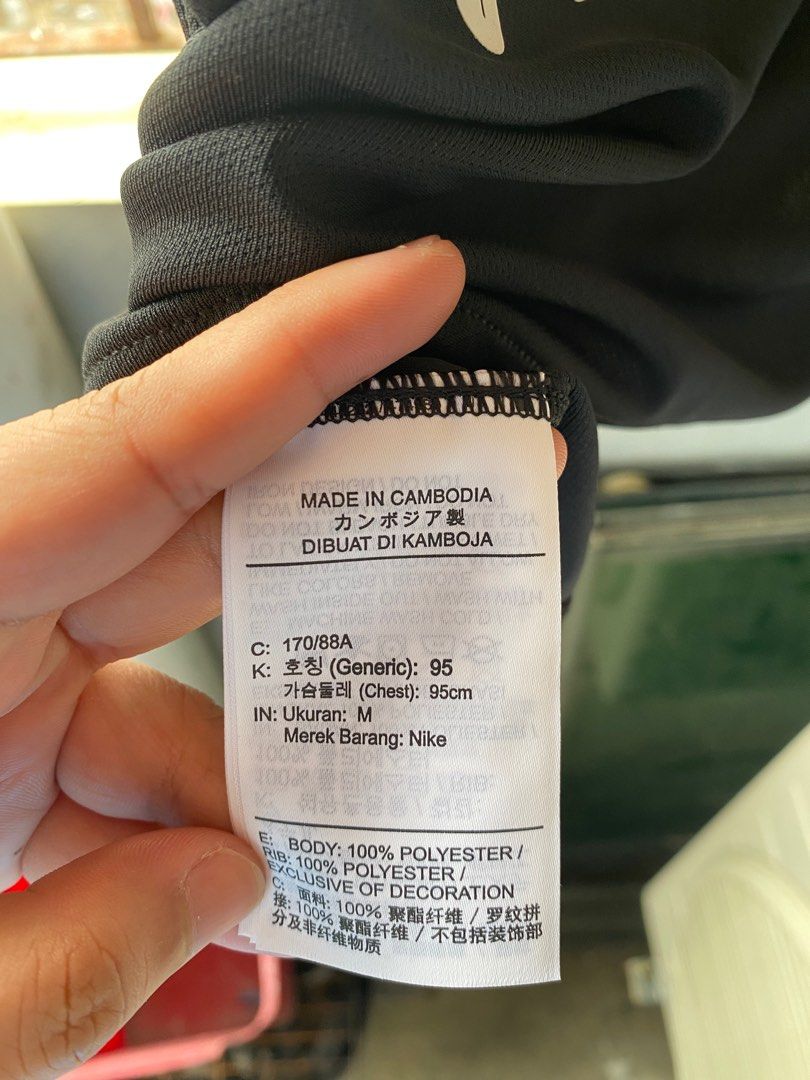 MADE IN CAMBODIA
カンボジア製
DIBUAT DI KAMBOJA
C: 170/88A
K: 호칭 (Generic): 95
가슴둘레 (Chest): 95cm
IN: Ukuran: M
Merek Barang: Nike
E: BODY: 100% POLYESTER /
RIB: 100% POLYESTER /
EXCLUSIVE OF DECORATION
C: 面料: 100% 聚酯纤维 / 罗纹拼
接: 100% 聚酯纤维 / 不包括装饰部
分及非纤维物质